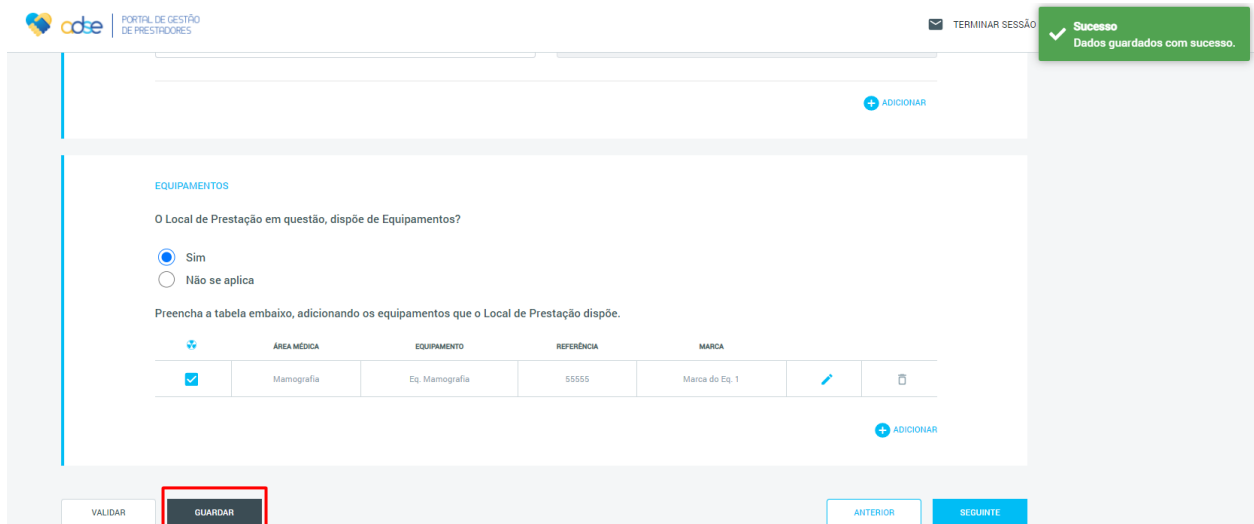 adse
PORTAL DE GESTÃO
DE PRESTADORES
TERMINAR SESSÃO
Sucesso
Dados guardados com sucesso.
ADICIONAR
EQUIPAMENTOS
O Local de Prestação em questão, dispõe de Equipamentos?
Sim
Não se aplica
Preencha a tabela embaixo, adicionando os equipamentos que o Local de Prestação dispõe.
ÁREA MÉDICA EQUIPAMENTO REFERÊNCIA MARCA
Mamografia Eq. Mamografia 55555 Marca do Eq. 1
ADICIONAR
VALIDAR GUARDAR ANTERIOR SEGUINTE